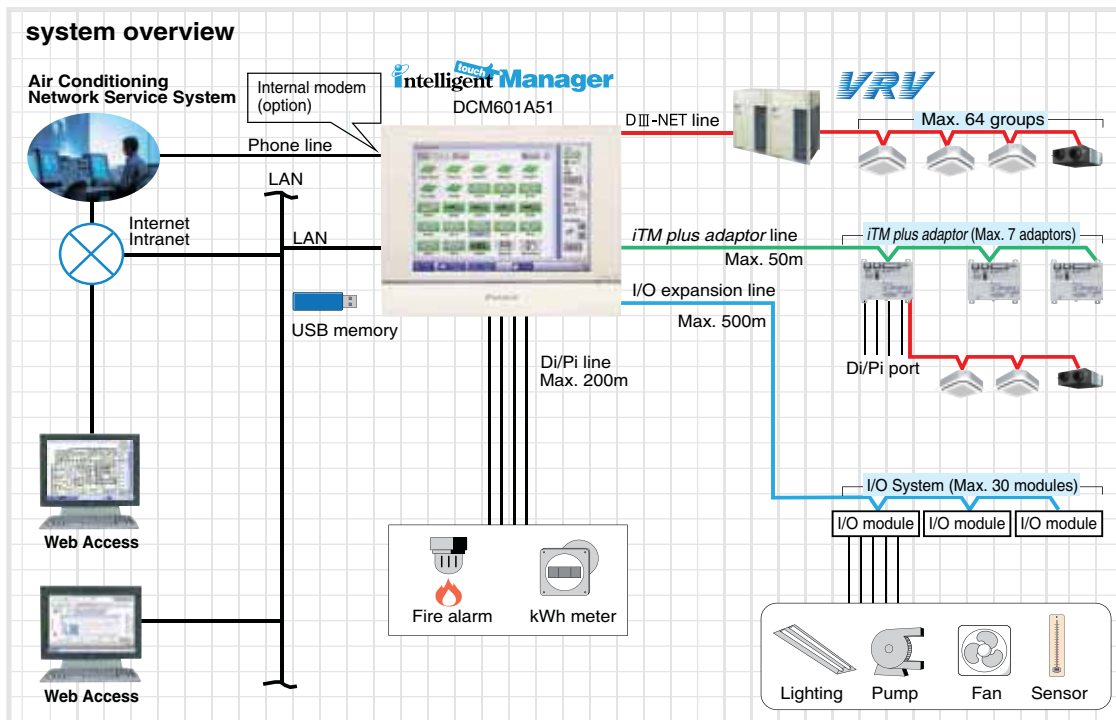 system overview
Air Conditioning
Network Service System
Internal modem
(option)
intelligent touch Manager
DCM601A51
VRV
DⅢ-NET line
Max. 64 groups
Phone line
LAN
Internet
Intranet
LAN
iTM plus adaptor line
Max. 50m
iTM plus adaptor (Max. 7 adaptors)
USB memory
I/O expansion line
Max. 500m
Di/Pi line
Max. 200m
Di/Pi port
Web Access
I/O System (Max. 30 modules)
I/O module
I/O module
I/O module
Fire alarm
kWh meter
Web Access
Lighting
Pump
Fan
Sensor